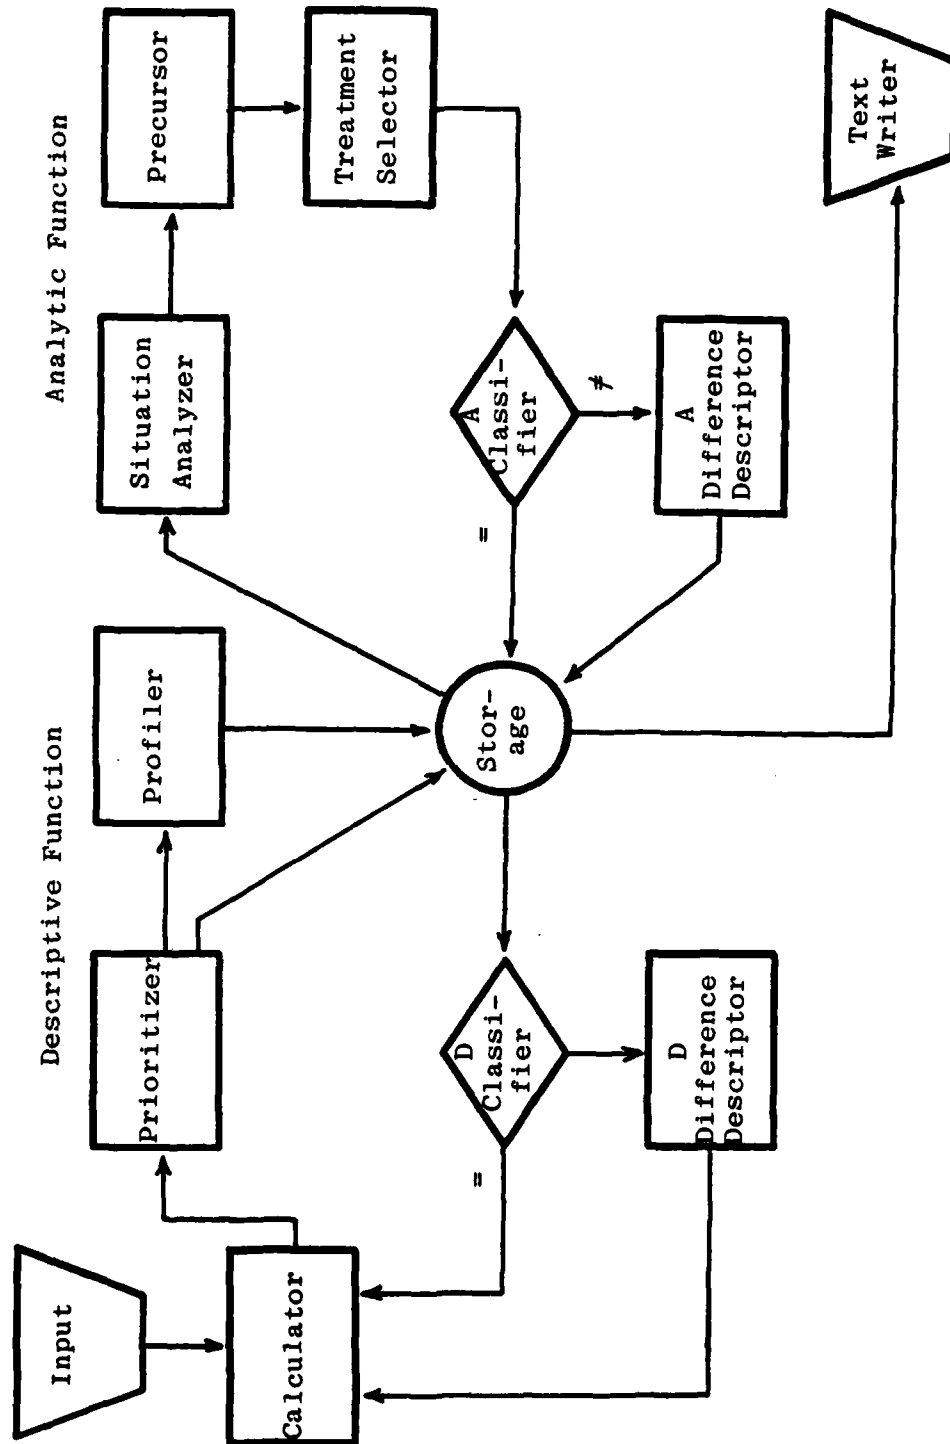 Descriptive Function
Analytic Function
Input
Calculator
Prioritizer
Profiler
Situation
Analyzer
Precursor
Treatment
Selector
D
Classi-
fier
=
D
Difference
Descriptor
Stor-
age
A
Classi-
fier
=
≠
A
Difference
Descriptor
Text
Writer